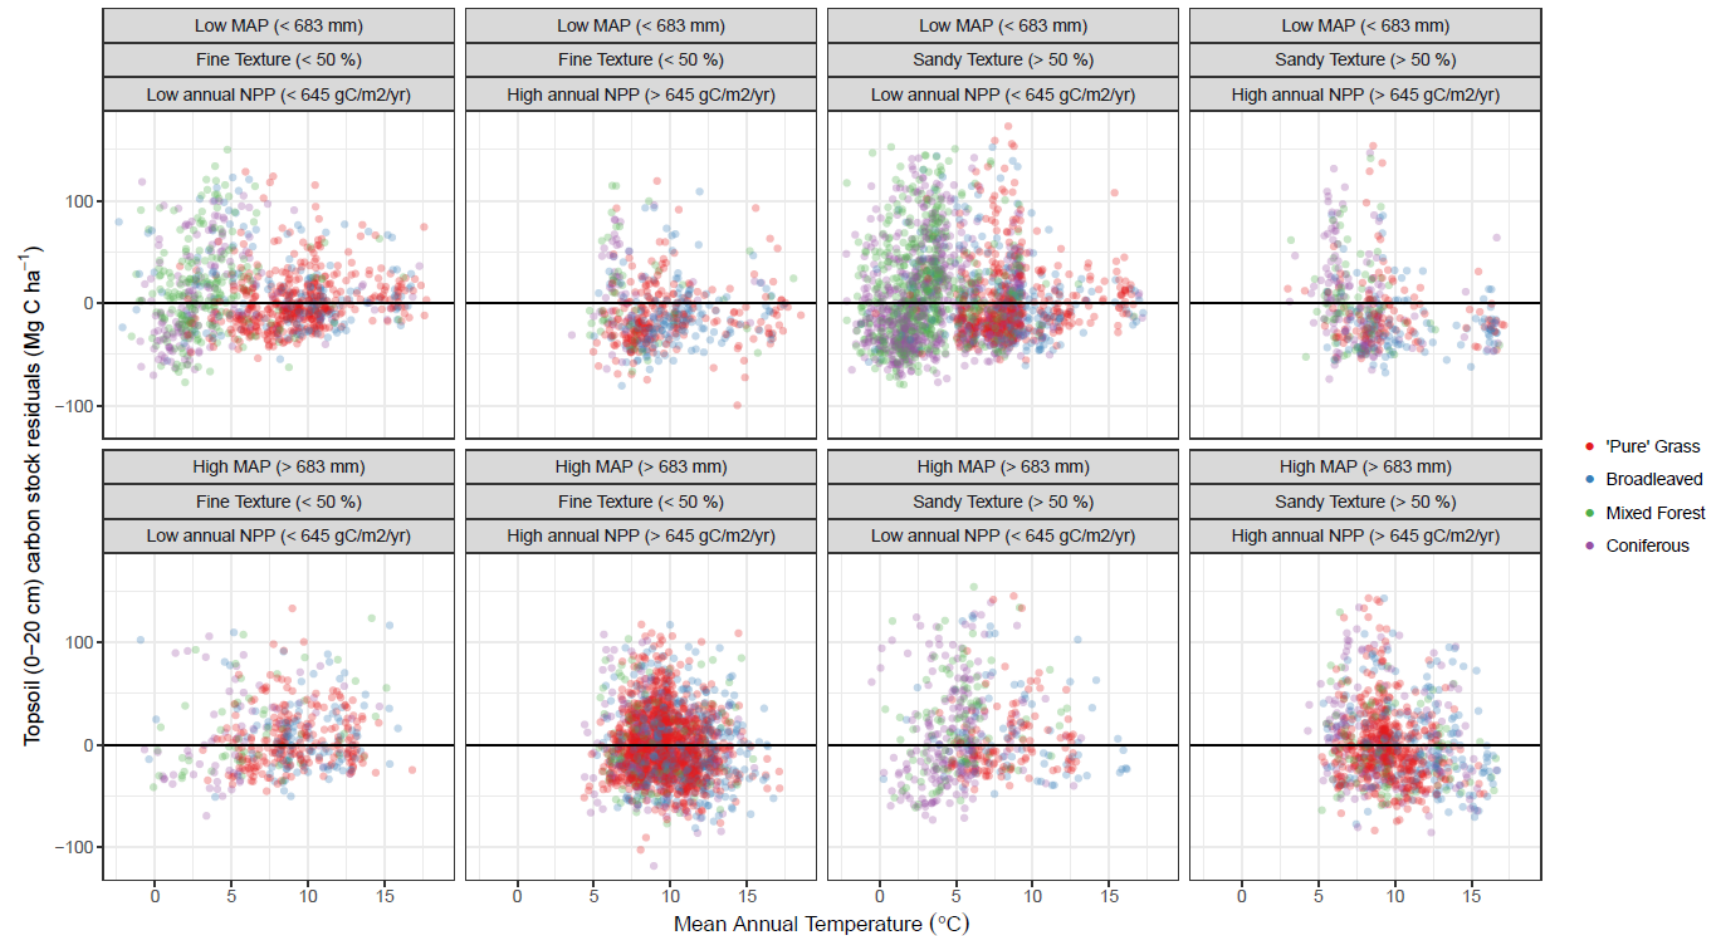 Low MAP (< 683 mm)
Low MAP (< 683 mm)
Low MAP (< 683 mm)
Low MAP (< 683 mm)
Fine Texture (< 50 %)
Fine Texture (< 50 %)
Sandy Texture (> 50 %)
Sandy Texture (> 50 %)
Low annual NPP (< 645 gC/m2/yr)
High annual NPP (> 645 gC/m2/yr)
Low annual NPP (< 645 gC/m2/yr)
High annual NPP (> 645 gC/m2/yr)
100
0
−100
High MAP (> 683 mm)
High MAP (> 683 mm)
High MAP (> 683 mm)
High MAP (> 683 mm)
Fine Texture (< 50 %)
Fine Texture (< 50 %)
Sandy Texture (> 50 %)
Sandy Texture (> 50 %)
Low annual NPP (< 645 gC/m2/yr)
High annual NPP (> 645 gC/m2/yr)
Low annual NPP (< 645 gC/m2/yr)
High annual NPP (> 645 gC/m2/yr)
100
0
−100
0 5 10 15
0 5 10 15
0 5 10 15
0 5 10 15
Mean Annual Temperature (°C)
Topsoil (0−20 cm) carbon stock residuals (Mg C ha⁻¹)
'Pure' Grass
Broadleaved
Mixed Forest
Coniferous